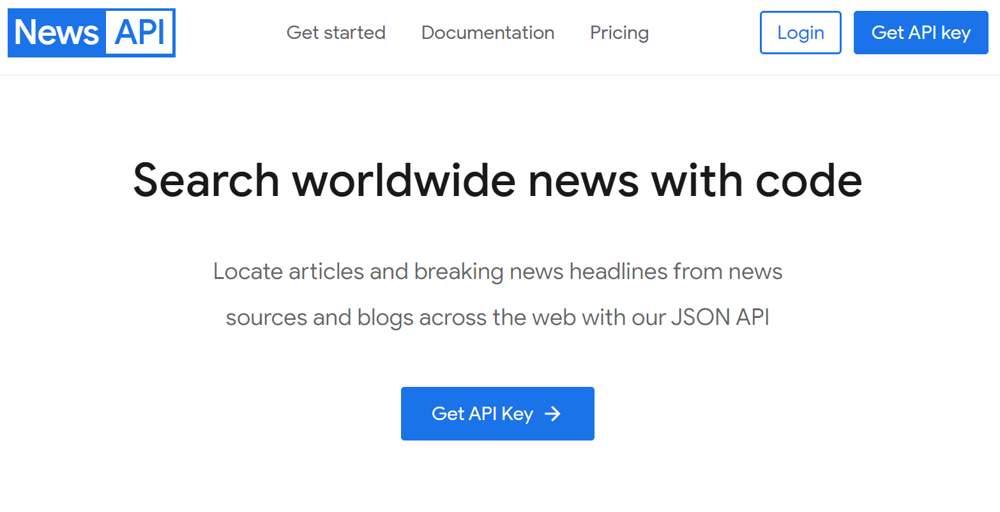 News API
Get started
Documentation
Pricing
Login
Get API key
Search worldwide news with code
Locate articles and breaking news headlines from news
sources and blogs across the web with our JSON API
Get API Key →